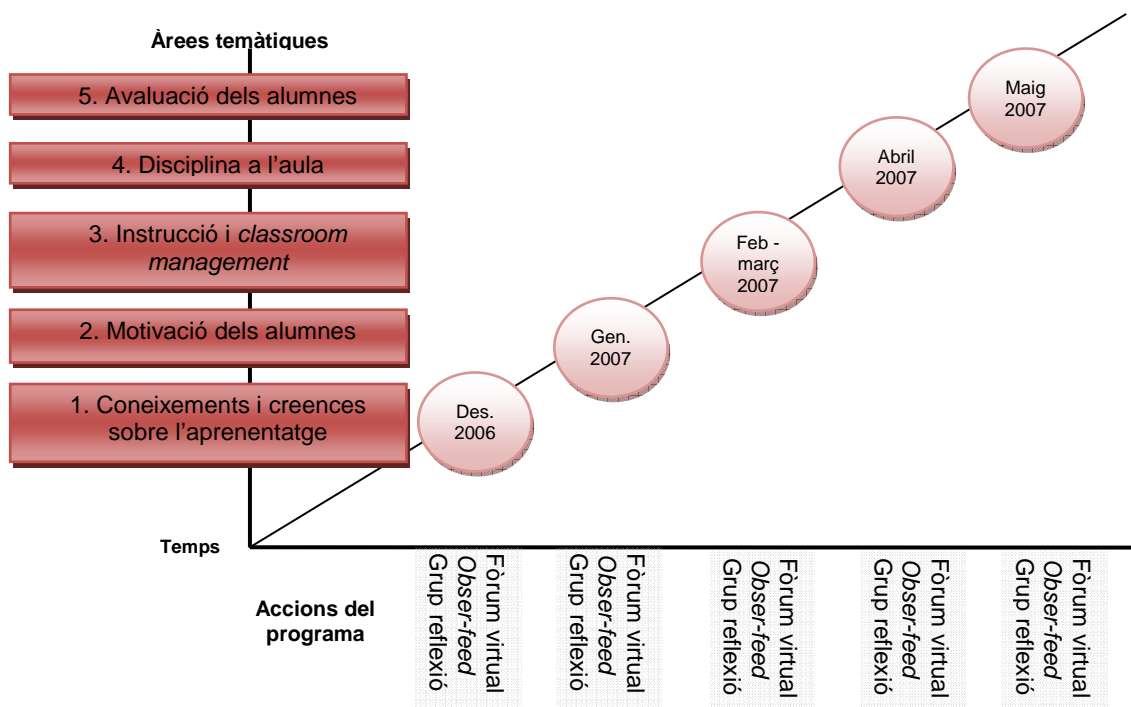 Àrees temàtiques
5. Avaluació dels alumnes
4. Disciplina a l’aula
3. Instrucció i classroom
management
2. Motivació dels alumnes
1. Coneixements i creences
sobre l’aprenentatge
Des.
2006
Gen.
2007
Feb -
març
2007
Abril
2007
Maig
2007
Temps
Accions del
programa
Fòrum virtual
Obser-feed
Grup reflexió
Fòrum virtual
Obser-feed
Grup reflexió
Fòrum virtual
Obser-feed
Grup reflexió
Fòrum virtual
Obser-feed
Grup reflexió
Fòrum virtual
Obser-feed
Grup reflexió